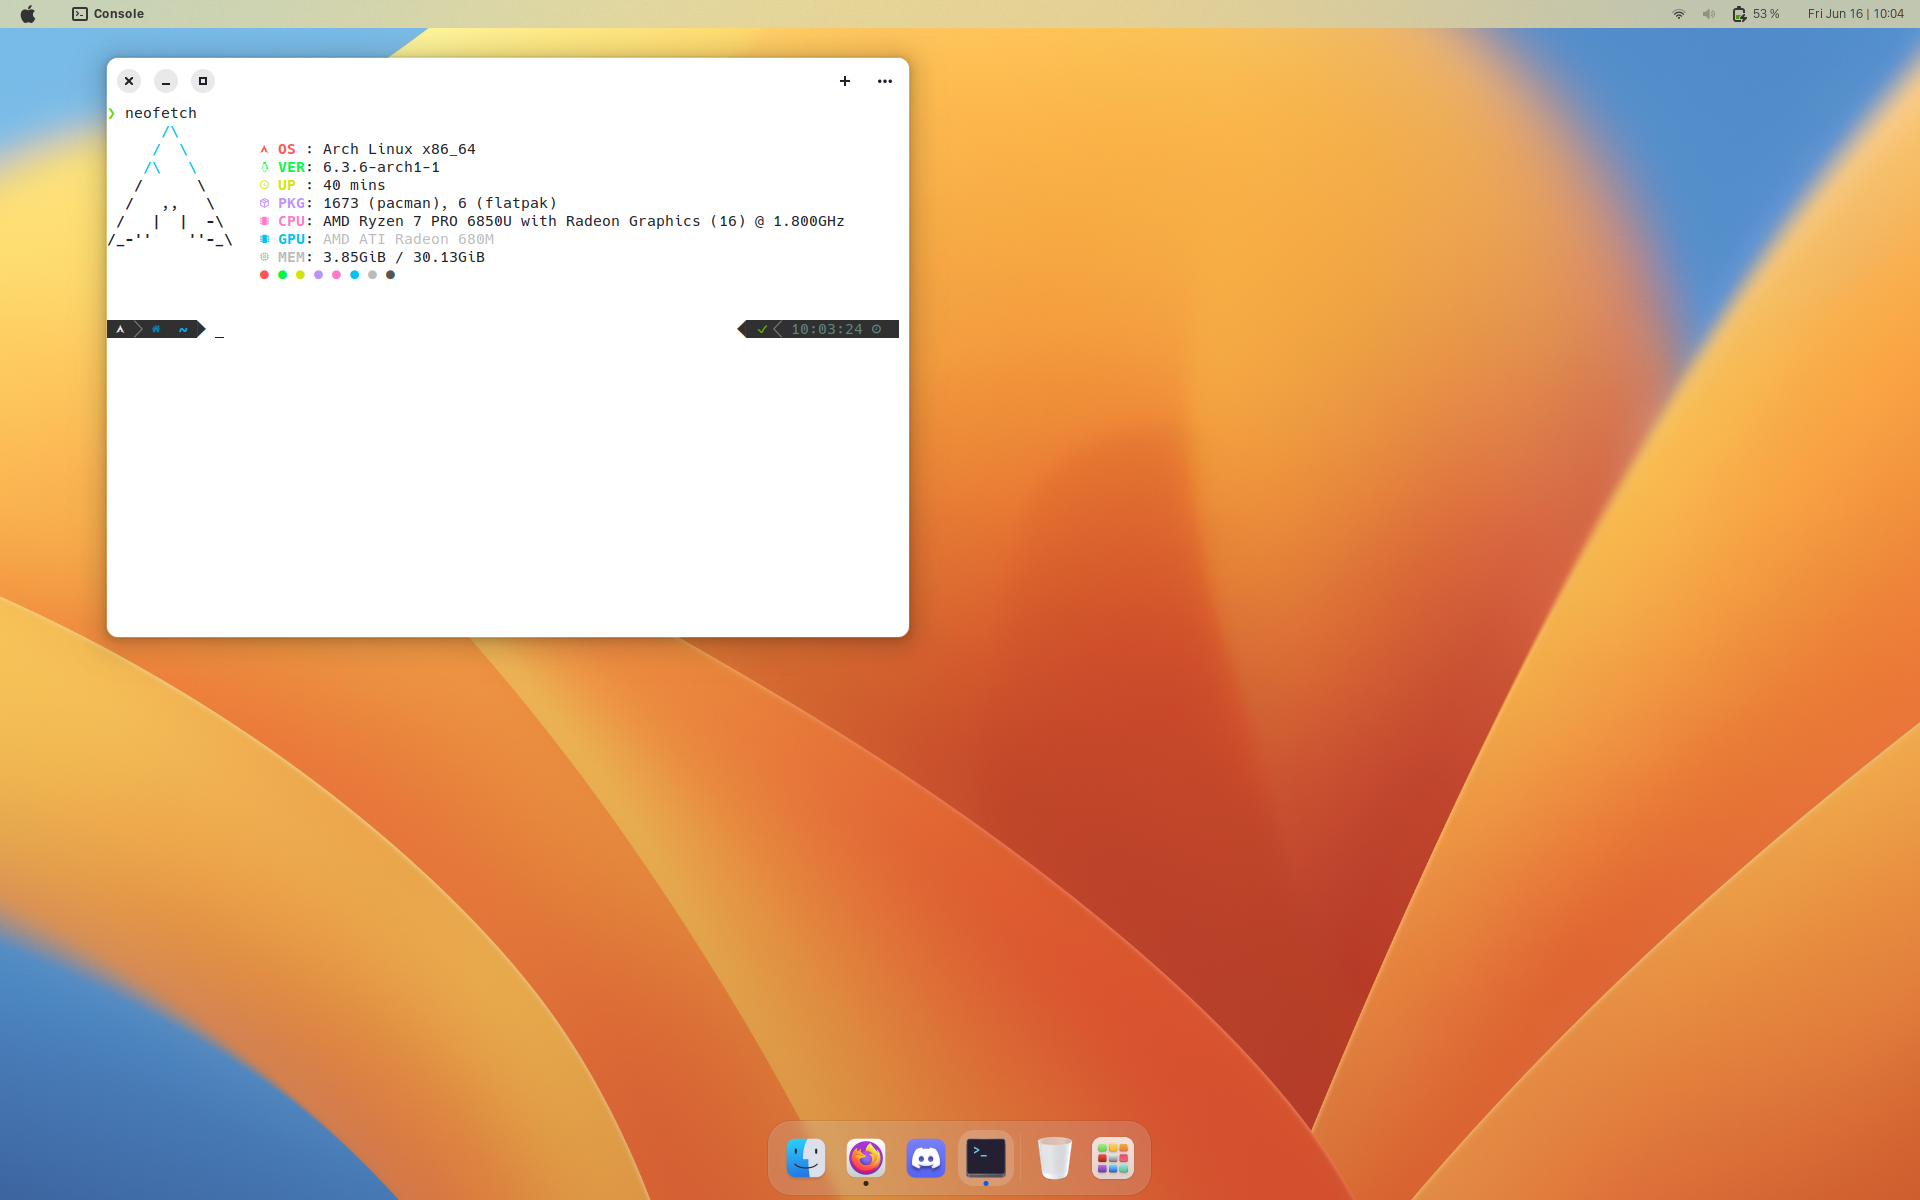 Console
53 %
Fri Jun 16 | 10:04
❯ neofetch
OS : Arch Linux x86_64
VER: 6.3.6-arch1-1
UP : 40 mins
PKG: 1673 (pacman), 6 (flatpak)
CPU: AMD Ryzen 7 PRO 6850U with Radeon Graphics (16) @ 1.800GHz
GPU: AMD ATI Radeon 680M
MEM: 3.85GiB / 30.13GiB
~ _
10:03:24
>_